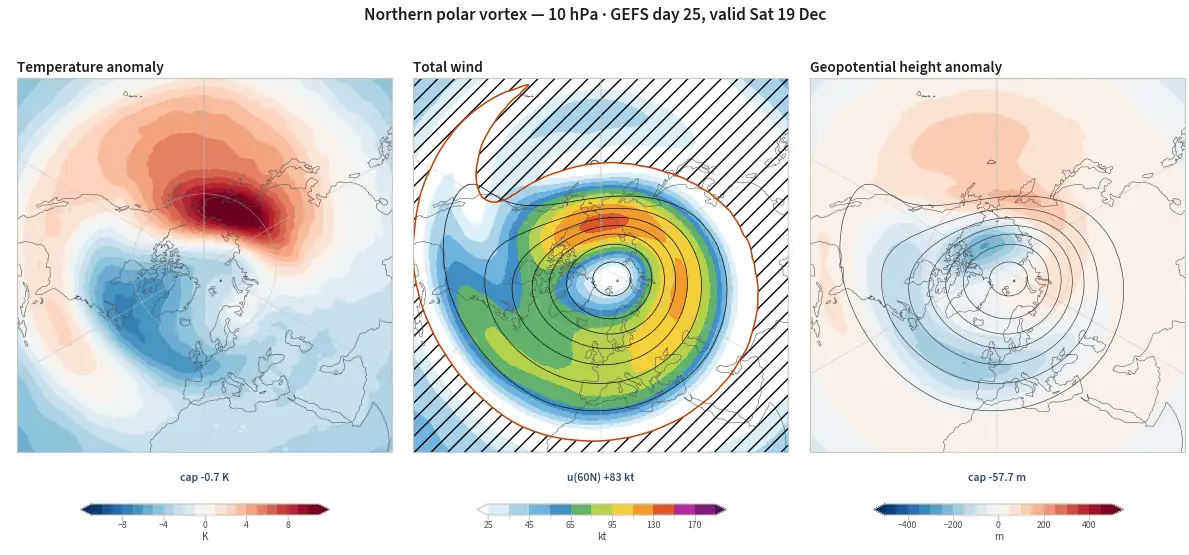 Northern polar vortex — 10 hPa · GEFS day 25, valid Sat 19 Dec
Temperature anomaly
Total wind
Geopotential height anomaly
cap -0.7 K
u(60N) +83 kt
cap -57.7 m
−8 −4 0 4 8
K
25 45 65 95 130 170
kt
−400 −200 0 200 400
m